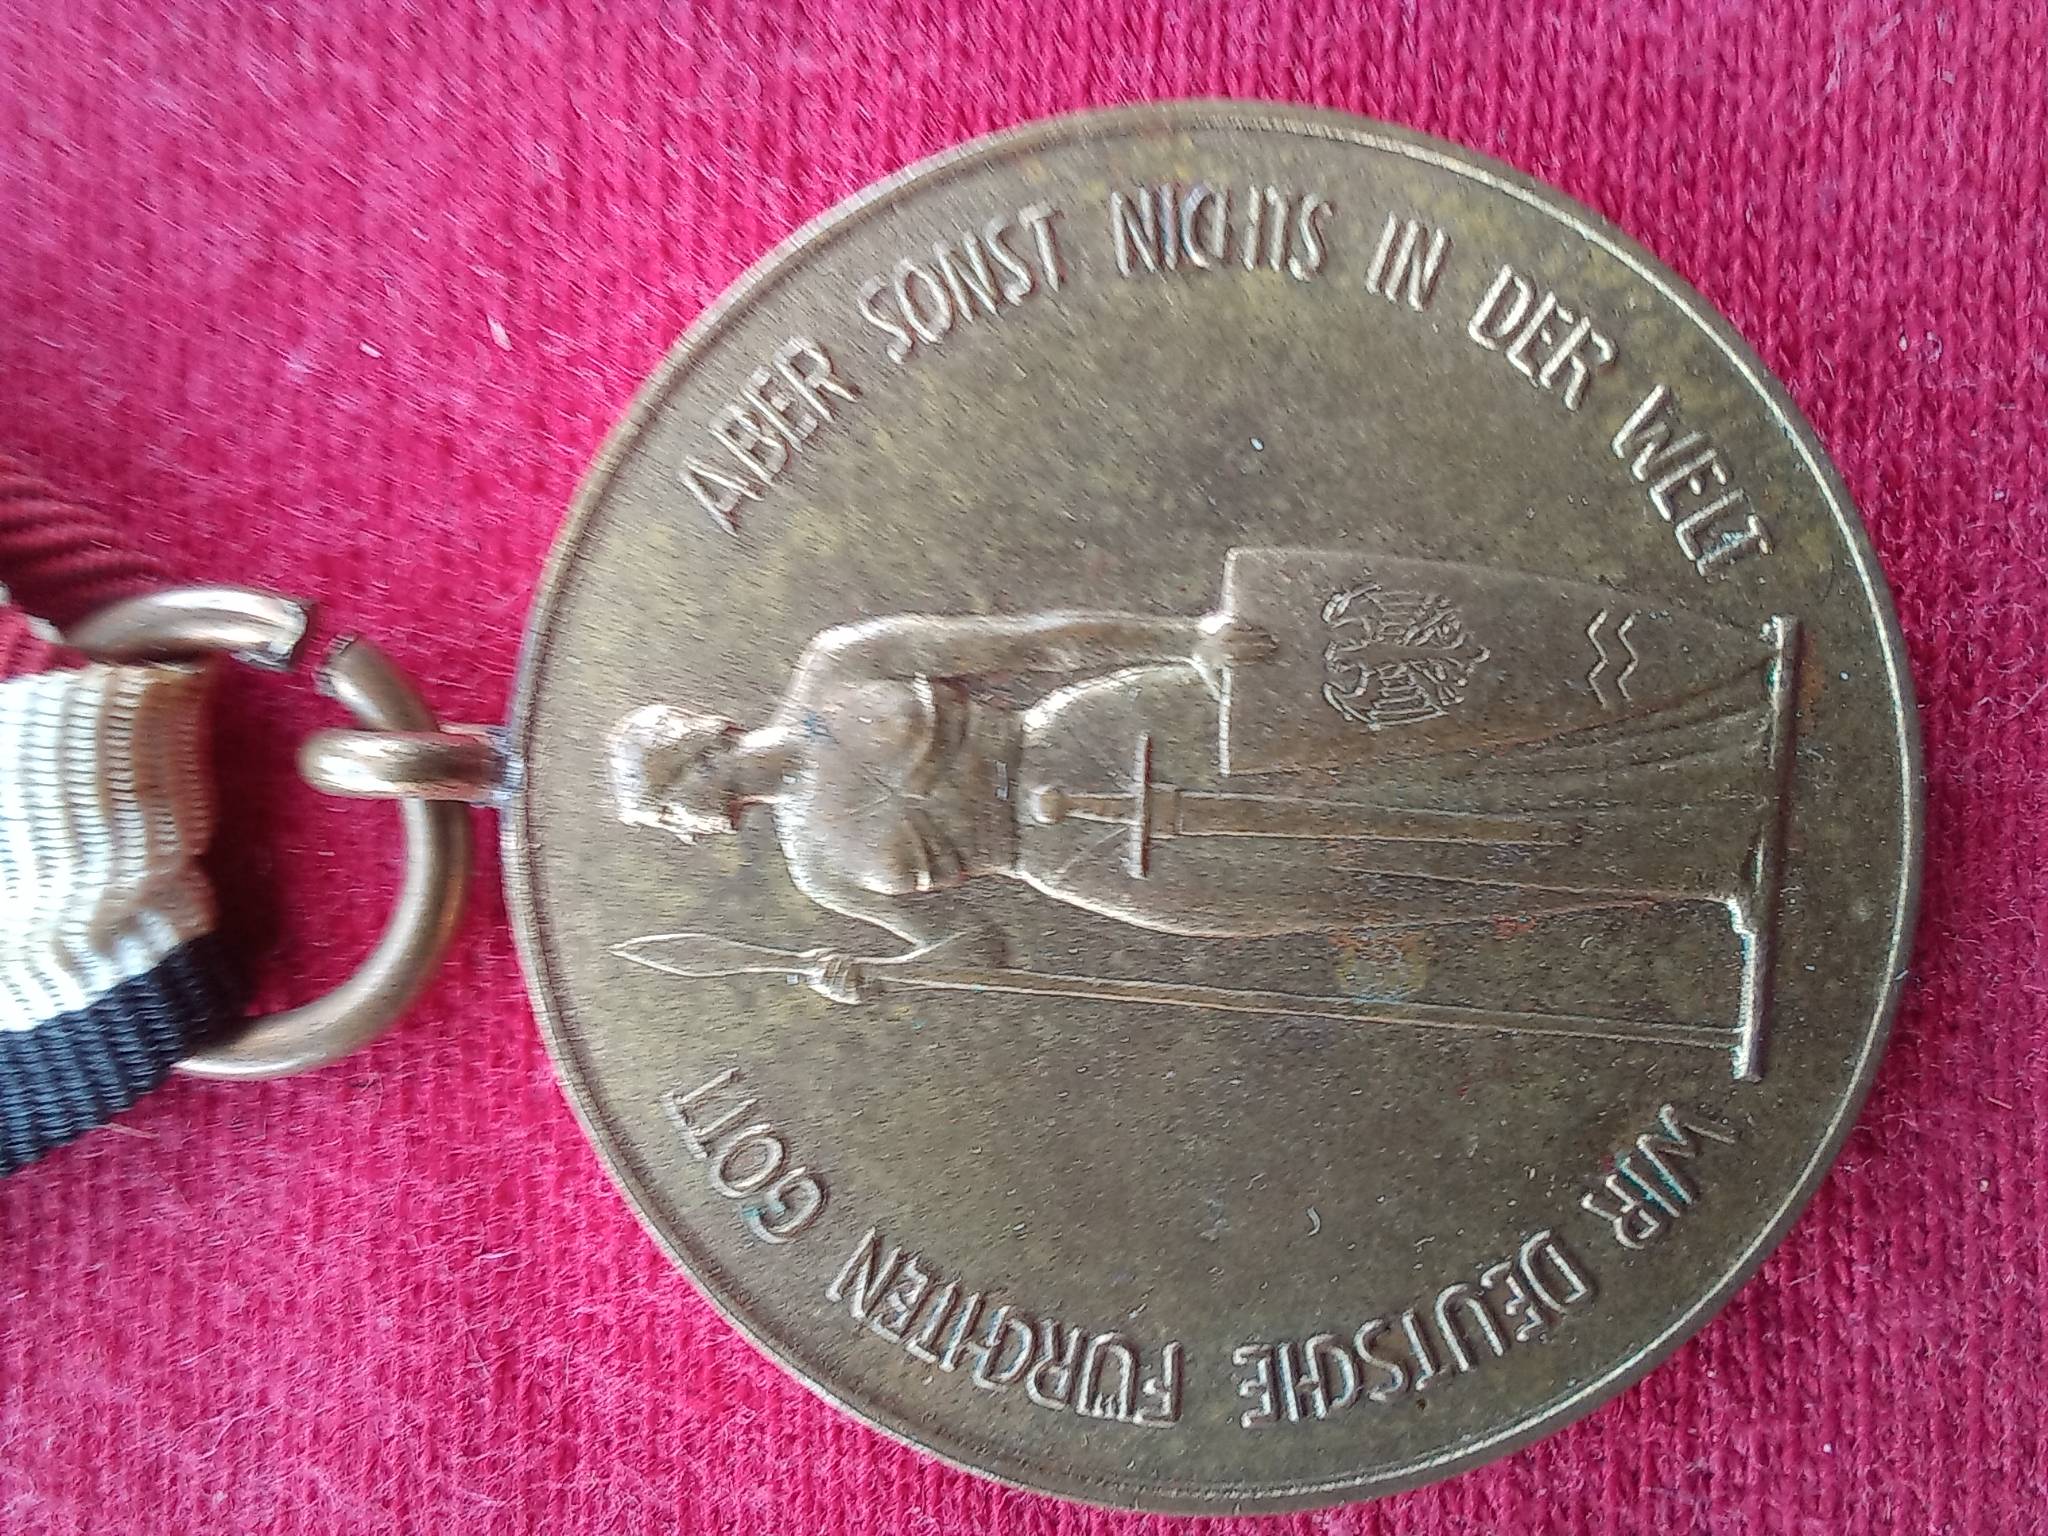 WIR DEUTSCHE FÜRCHTEN GOTT
ABER SONST NICHTS IN DER WELT